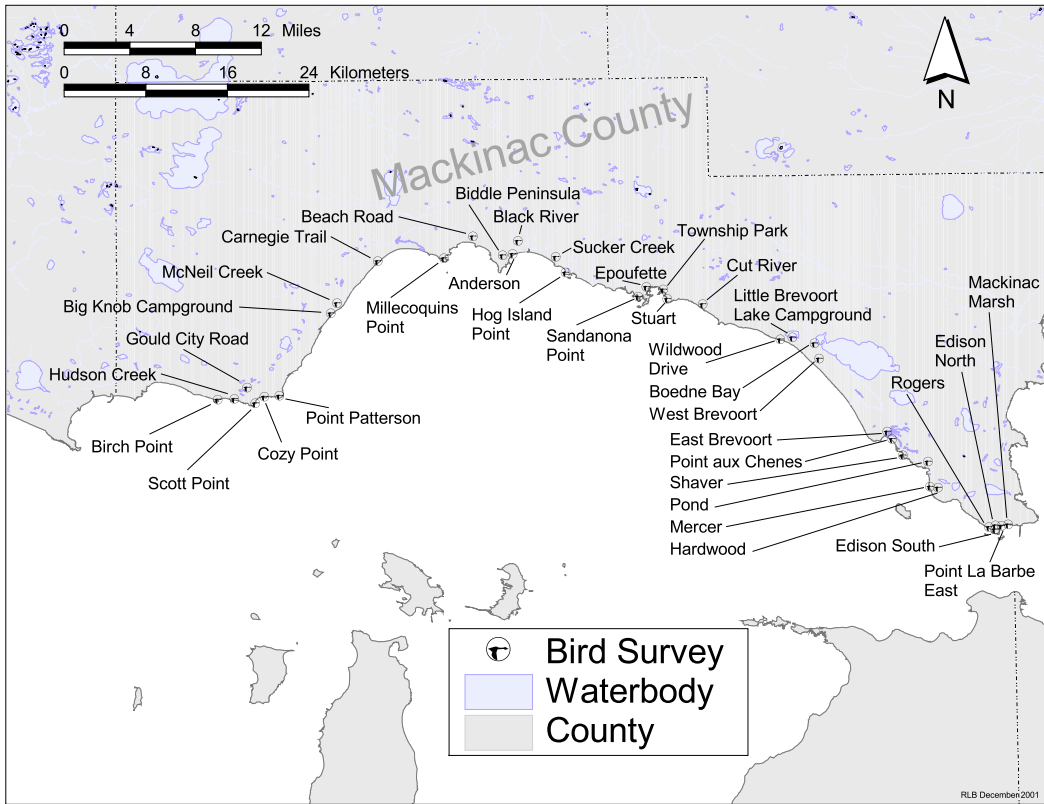 0 4 8 12 Miles
0 8 16 24 Kilometers
N
Mackinac County
Biddle Peninsula
Beach Road
Black River
Carnegie Trail
Sucker Creek
Township Park
McNeil Creek
Epoufette
Cut River
Anderson
Mackinac
Marsh
Big Knob Campground
Millecoquins
Point
Hog Island
Point
Stuart
Little Brevoort
Lake Campground
Gould City Road
Sandanona
Point
Wildwood
Drive
Edison
North
Hudson Creek
Boedne Bay
Rogers
West Brevoort
Point Patterson
Birch Point
East Brevoort
Cozy Point
Point aux Chenes
Scott Point
Shaver
Pond
Mercer
Hardwood
Edison South
Point La Barbe
East
Bird Survey
Waterbody
County
RLB December 2001